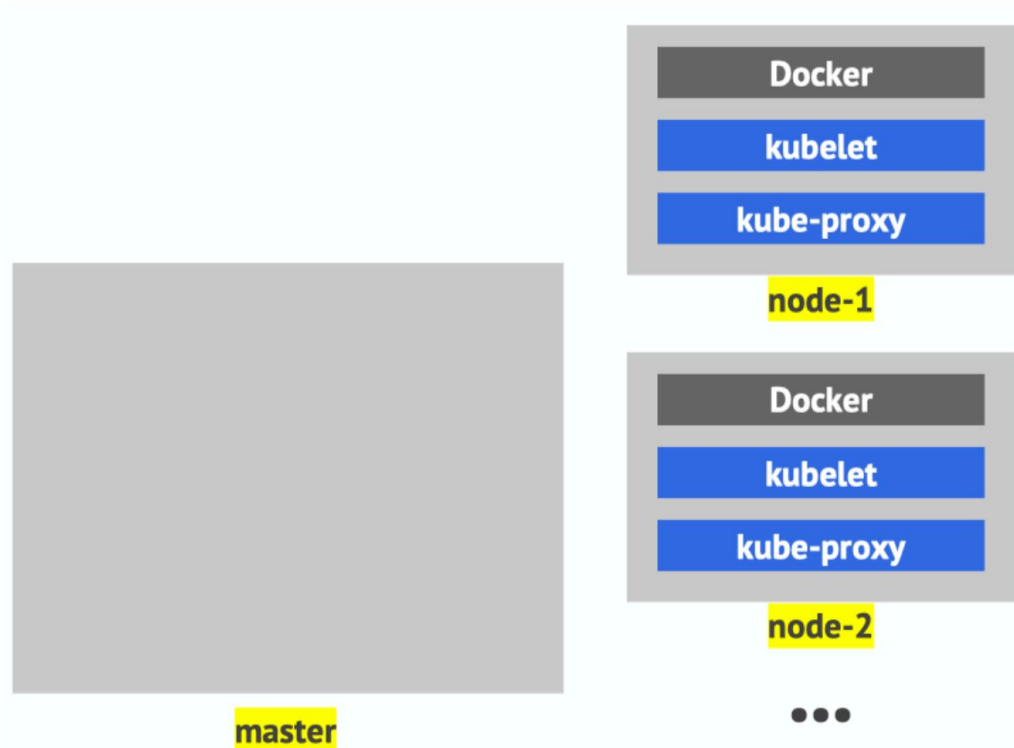 Docker
kubelet
kube-proxy
node-1
Docker
kubelet
kube-proxy
node-2
...
master